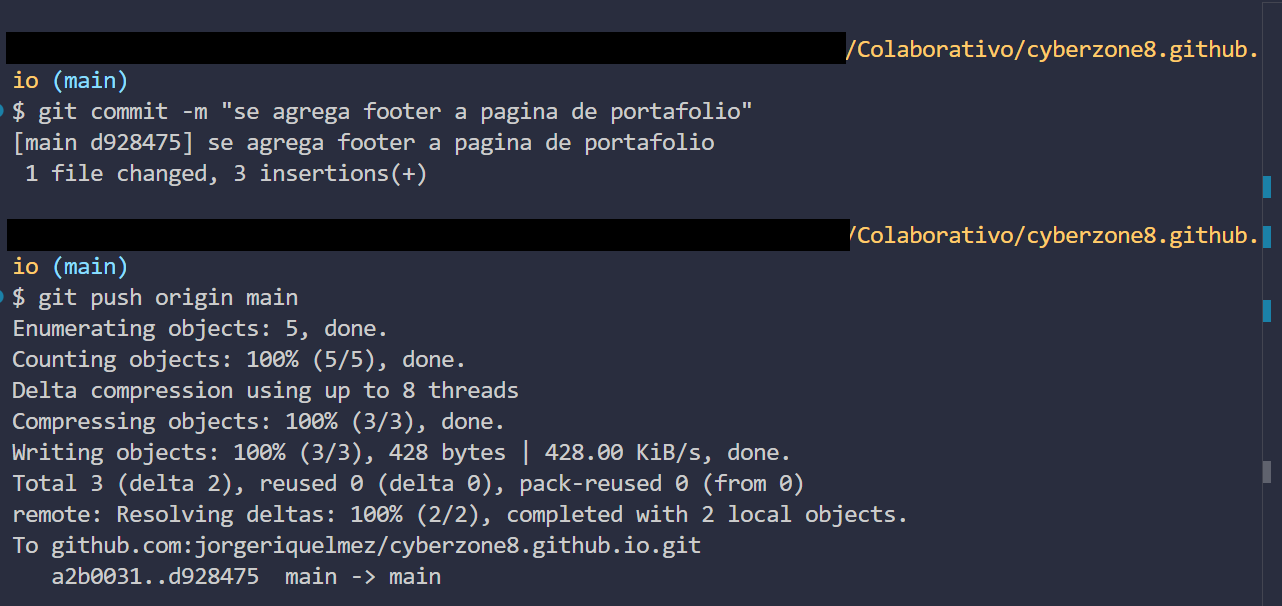 /Colaborativo/cyberzone8.github.
io (main)
$ git commit -m "se agrega footer a pagina de portafolio"
[main d928475] se agrega footer a pagina de portafolio
 1 file changed, 3 insertions(+)
/Colaborativo/cyberzone8.github.
io (main)
$ git push origin main
Enumerating objects: 5, done.
Counting objects: 100% (5/5), done.
Delta compression using up to 8 threads
Compressing objects: 100% (3/3), done.
Writing objects: 100% (3/3), 428 bytes | 428.00 KiB/s, done.
Total 3 (delta 2), reused 0 (delta 0), pack-reused 0 (from 0)
remote: Resolving deltas: 100% (2/2), completed with 2 local objects.
To github.com:jorgeriquelmez/cyberzone8.github.io.git
   a2b0031..d928475  main -> main